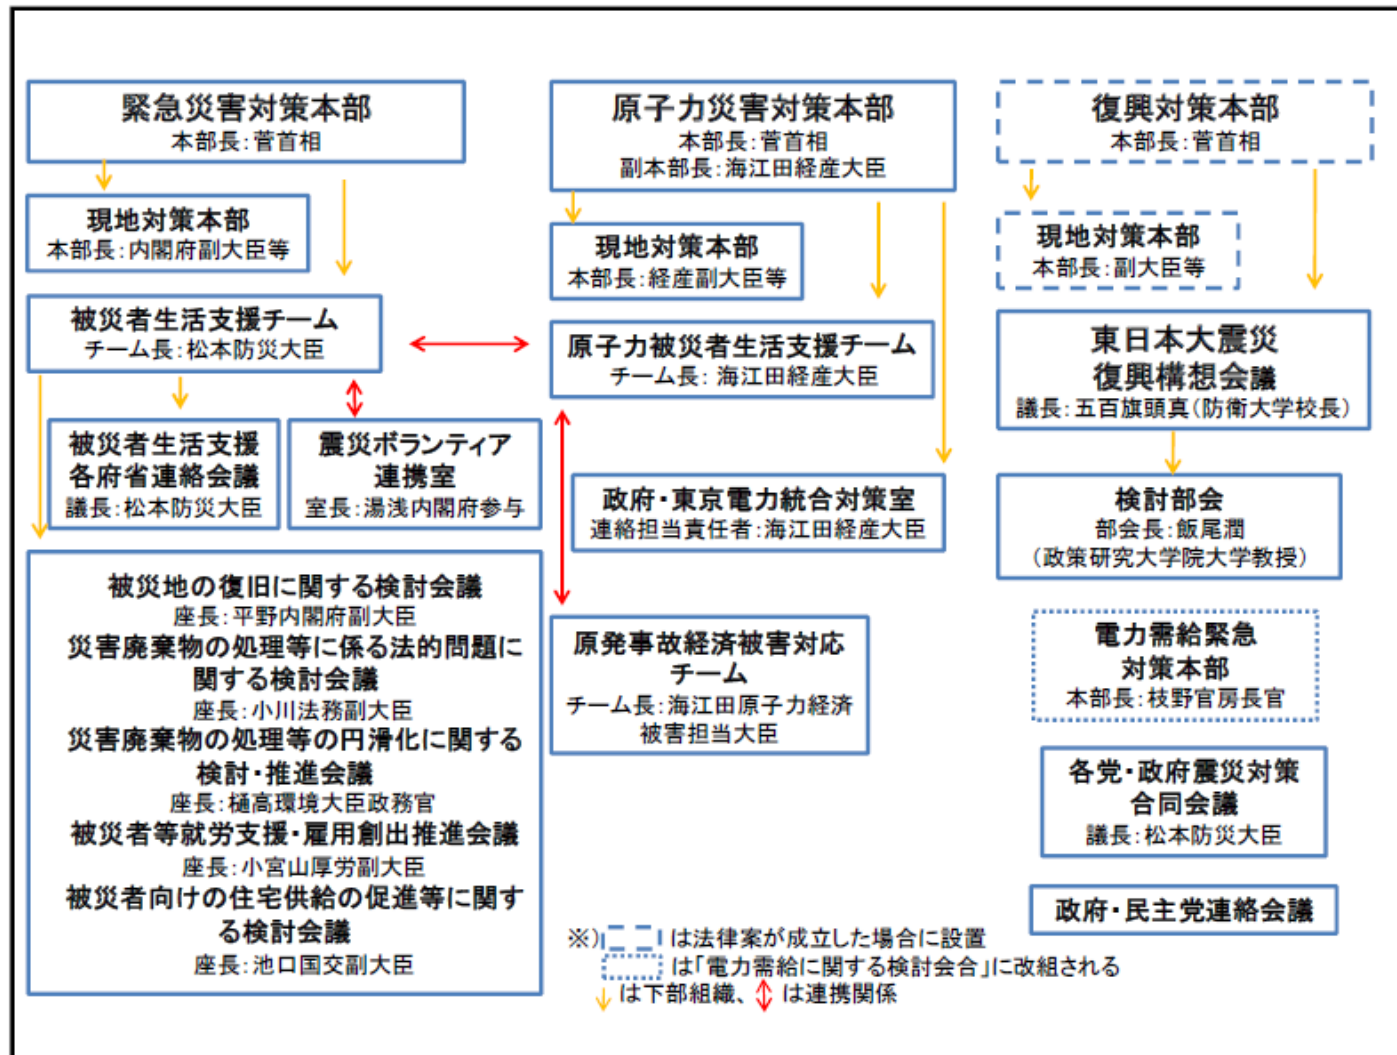 緊急災害対策本部
本部長：菅首相
現地対策本部
本部長：内閣府副大臣等
被災者生活支援チーム
チーム長：松本防災大臣
被災者生活支援
各府省連絡会議
議長：松本防災大臣
震災ボランティア
連携室
室長：湯浅内閣府参与
被災地の復旧に関する検討会議
座長：平野内閣府副大臣
災害廃棄物の処理等に係る法的問題に
関する検討会議
座長：小川法務副大臣
災害廃棄物の処理等の円滑化に関する
検討・推進会議
座長：樋高環境大臣政務官
被災者等就労支援・雇用創出推進会議
座長：小宮山厚労副大臣
被災者向けの住宅供給の促進等に関す
る検討会議
座長：池口国交副大臣
原子力災害対策本部
本部長：菅首相
副本部長：海江田経産大臣
現地対策本部
本部長：経産副大臣等
原子力被災者生活支援チーム
チーム長：海江田経産大臣
政府・東京電力統合対策室
連絡担当責任者：海江田経産大臣
原発事故経済被害対応
チーム
チーム長：海江田原子力経済
被害担当大臣
復興対策本部
本部長：菅首相
現地対策本部
本部長：副大臣等
東日本大震災
復興構想会議
議長：五百旗頭真（防衛大学校長）
検討部会
部会長：飯尾潤
（政策研究大学院大学教授）
電力需給緊急
対策本部
本部長：枝野官房長官
各党・政府震災対策
合同会議
議長：松本防災大臣
政府・民主党連絡会議
※）は法律案が成立した場合に設置
は「電力需給に関する検討会合」に改組される
は下部組織、は連携関係